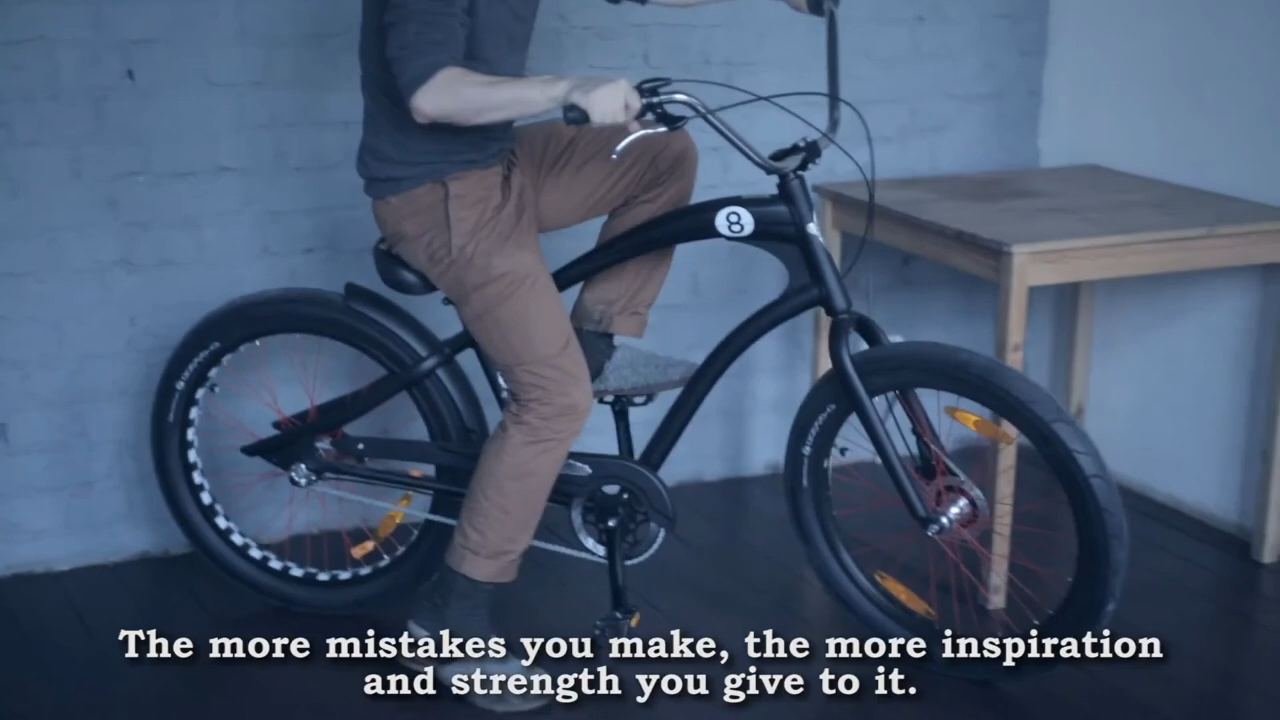 8
The more mistakes you make, the more inspiration
and strength you give to it.